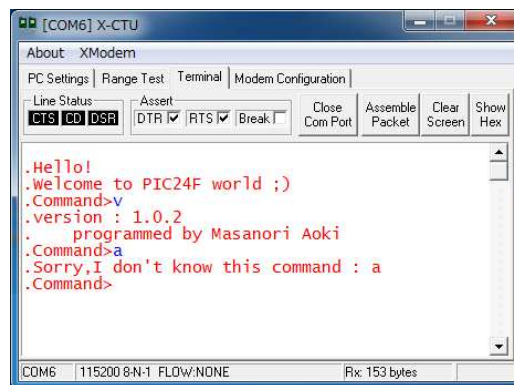 [COM6] X-CTU
About XModem
PC Settings Range Test Terminal Modem Configuration
Line Status Assert
CTS CD DSR DTR RTS Break
Close Com Port Assemble Packet Clear Screen Show Hex
.Hello!
.Welcome to PIC24F world ;)
.Command>v
.version : 1.0.2
. programmed by Masanori Aoki
.Command>a
.Sorry,I don't know this command : a
.Command>
COM6 115200 8-N-1 FLOW:NONE Rx: 153 bytes